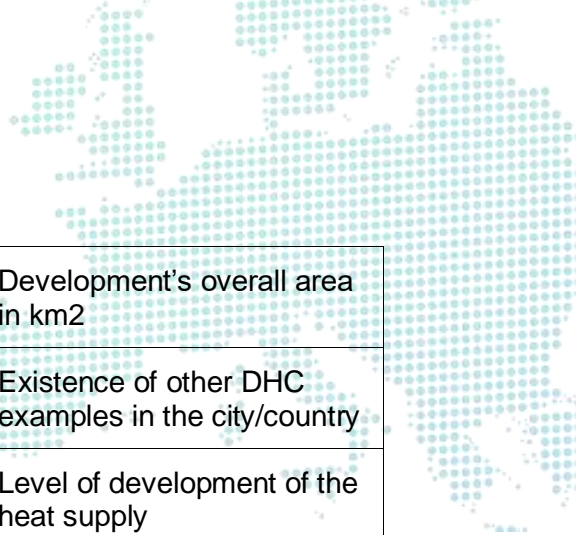 Development’s overall area
in km2
Existence of other DHC
examples in the city/country
Level of development of the
heat supply